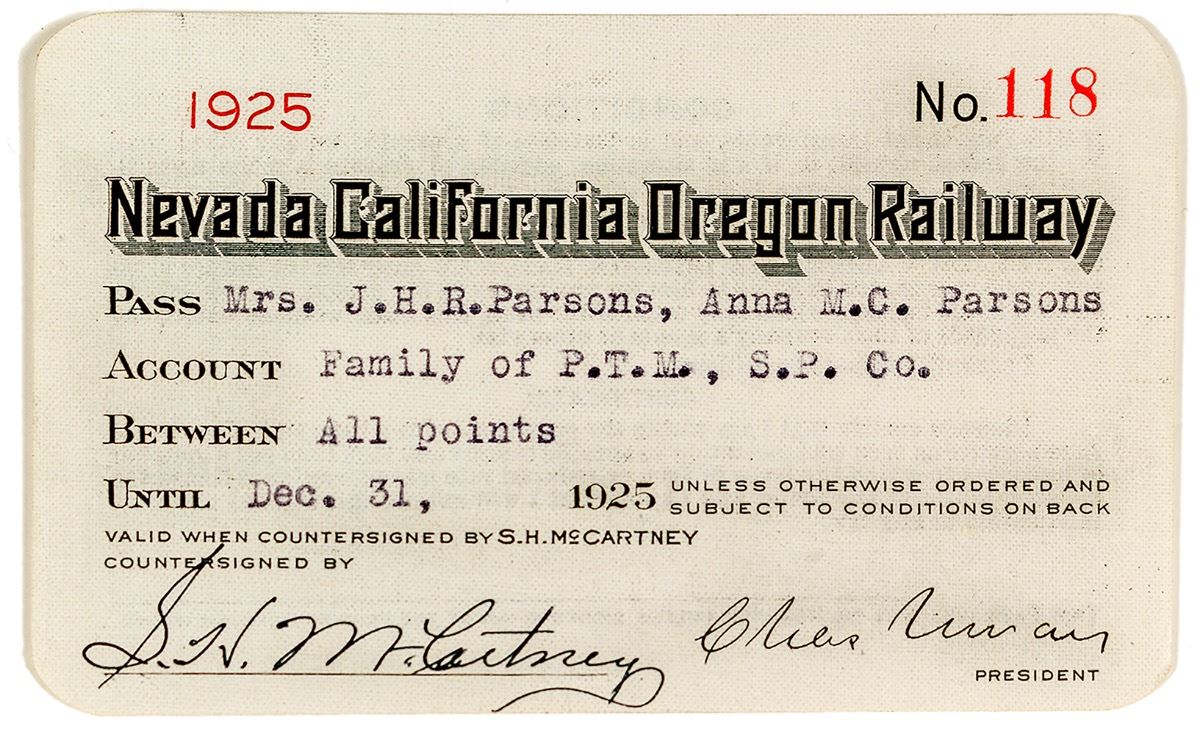 1925 No. 118
Nevada California Oregon Railway
PASS Mrs. J.H.R.Parsons, Anna M.C. Parsons
ACCOUNT Family of P.T.M., S.P. Co.
BETWEEN All points
UNTIL Dec. 31, 1925 UNLESS OTHERWISE ORDERED AND
SUBJECT TO CONDITIONS ON BACK
VALID WHEN COUNTERSIGNED BY S.H. McCARTNEY
COUNTERSIGNED BY
S.H. McCartney Chas
PRESIDENT